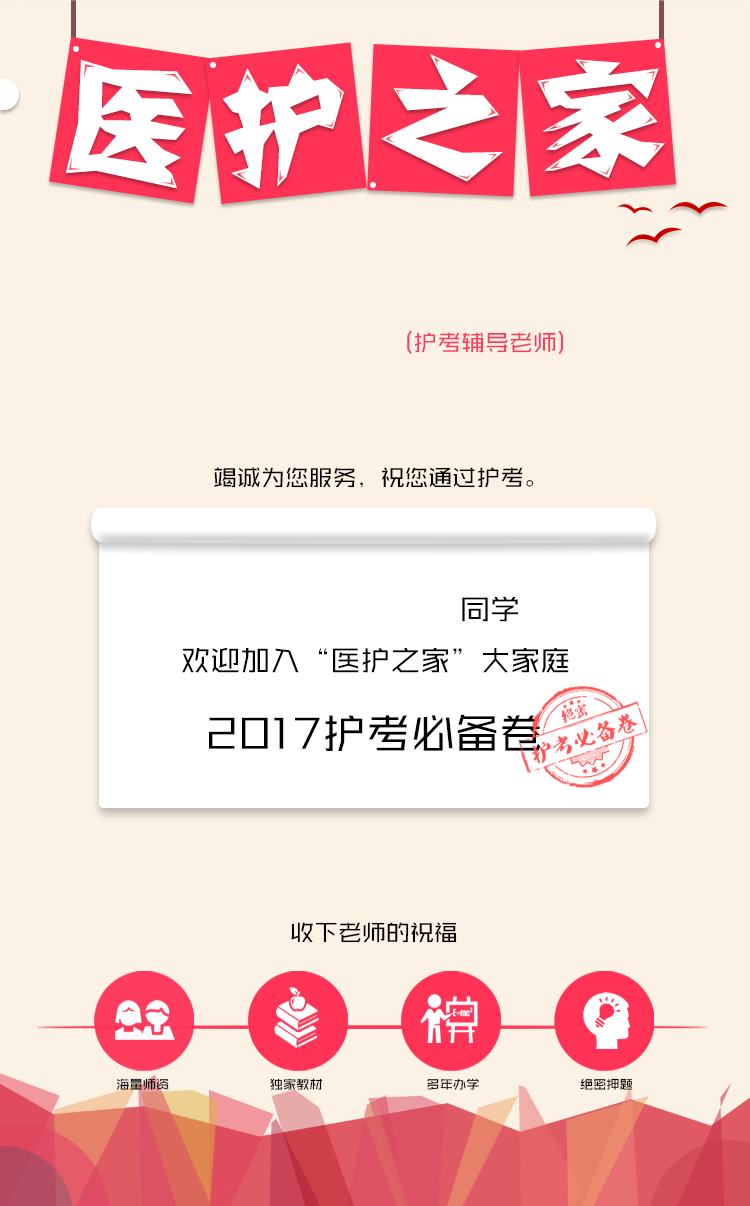 医护之家
(护考辅导老师)
竭诚为您服务，祝您通过护考。
同学
欢迎加入“医护之家”大家庭
2017护考必备卷
绝密
护考必备卷
收下老师的祝福
E=mc²
海量师资 独家教材 多年办学 绝密押题